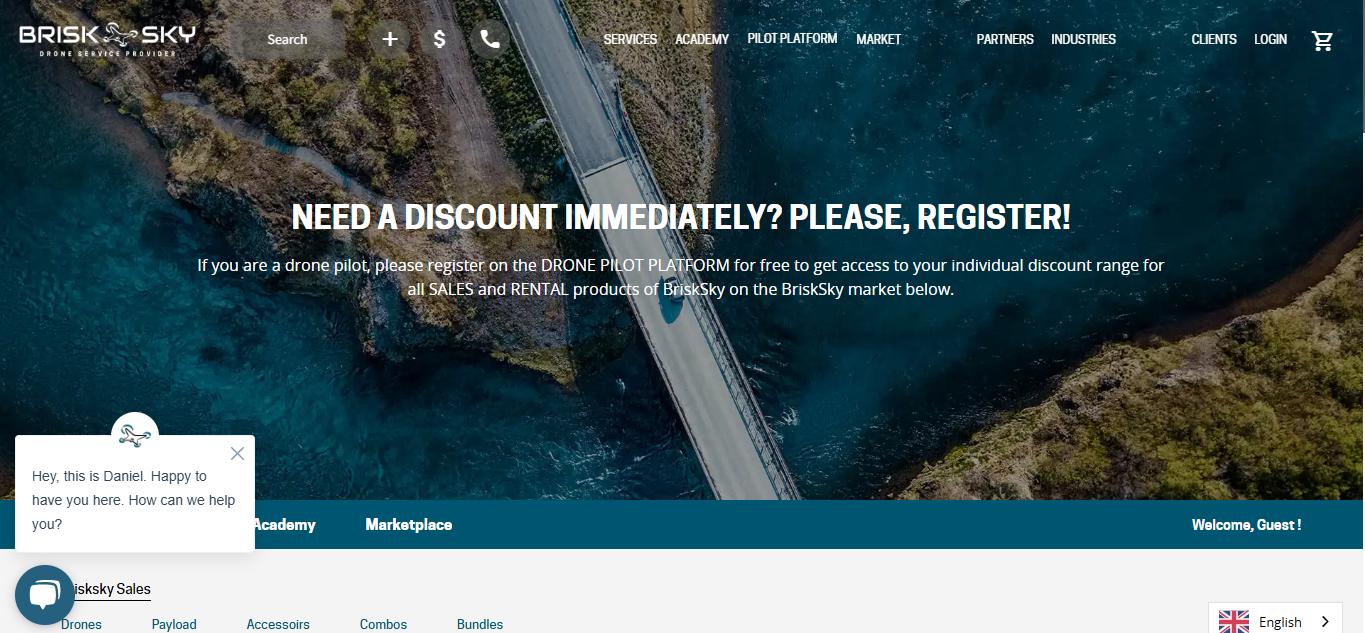 BRISK SKY
DRONE SERVICE PROVIDER
Search
SERVICES ACADEMY PILOT PLATFORM MARKET PARTNERS INDUSTRIES CLIENTS LOGIN
NEED A DISCOUNT IMMEDIATELY? PLEASE, REGISTER!
If you are a drone pilot, please register on the DRONE PILOT PLATFORM for free to get access to your individual discount range for
all SALES and RENTAL products of BriskSky on the BriskSky market below.
Hey, this is Daniel. Happy to
have you here. How can we help
you?
Academy Marketplace Welcome, Guest !
isksky Sales
Drones Payload Accessoirs Combos Bundles
English